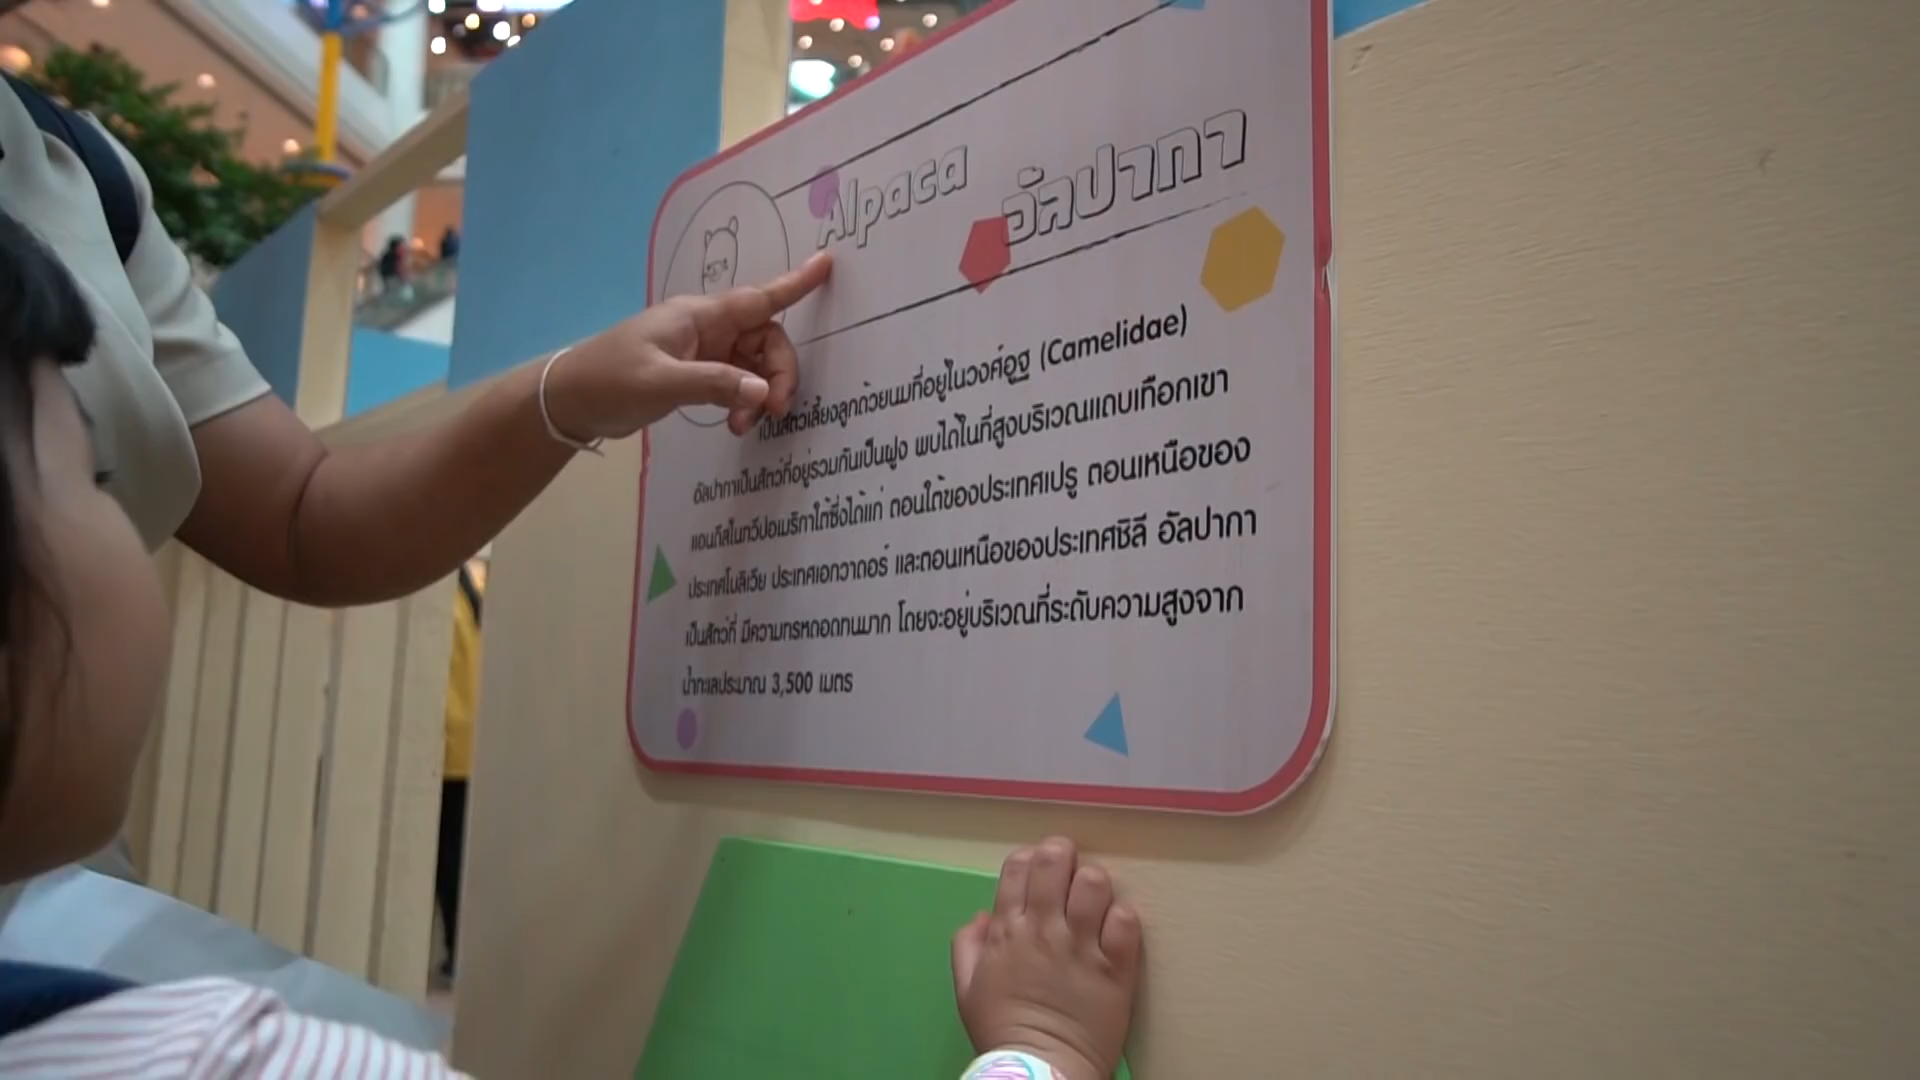 Alpaca อัลปากา
เป็นสัตว์เลี้ยงลูกด้วยนมที่อยู่ในวงศ์อูฐ (Camelidae)
อัลปากาเป็นสัตว์ที่อยู่รวมกันเป็นฝูง พบได้ในที่สูงบริเวณแถบเทือกเขา
แอนดีสในทวีปอเมริกาใต้ซึ่งได้แก่ ตอนใต้ของประเทศเปรู ตอนเหนือของ
ประเทศโบลิเวีย ประเทศเอกวาดอร์ และตอนเหนือของประเทศชิลี อัลปากา
เป็นสัตว์ที่ มีความทรหดอดทนมาก โดยจะอยู่บริเวณที่ระดับความสูงจาก
น้ำทะเลประมาณ 3,500 เมตร